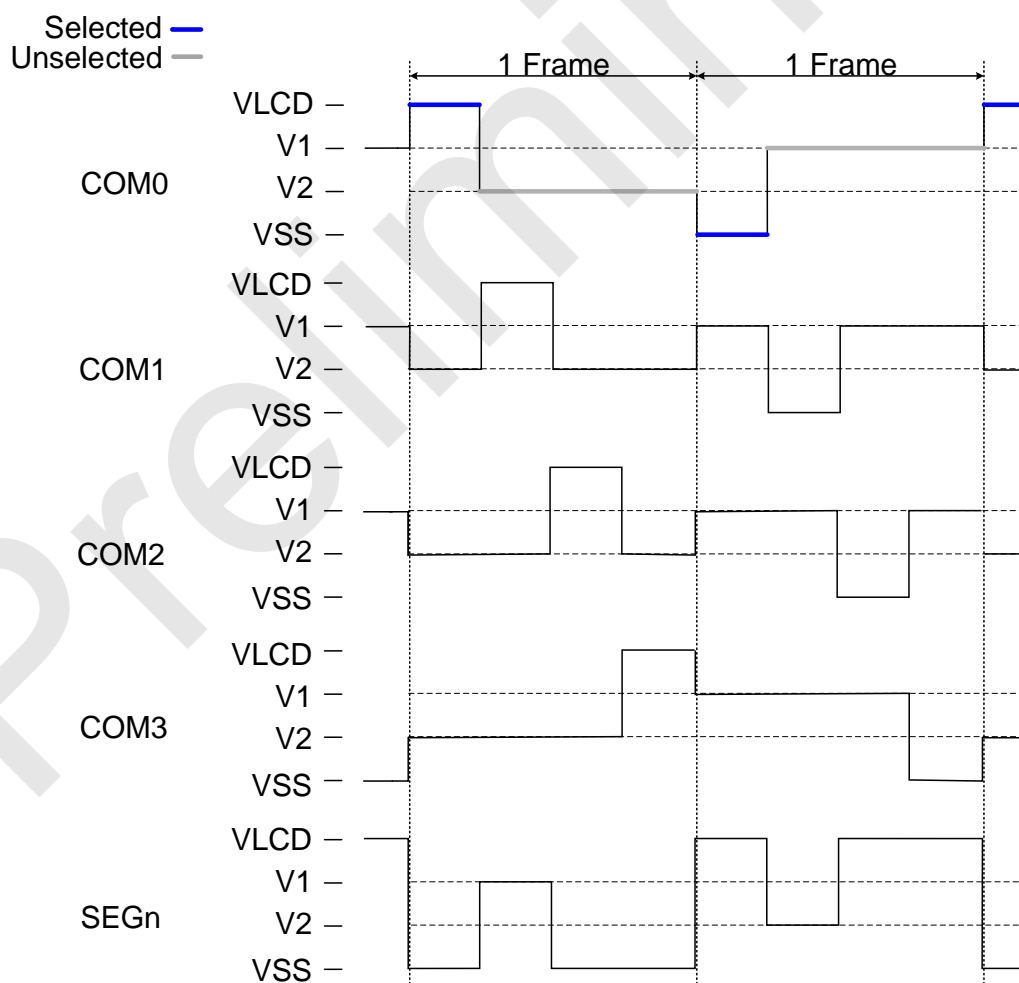 Selected
Unselected
1 Frame 1 Frame
COM0
VLCD
V1
V2
VSS
COM1
VLCD
V1
V2
VSS
COM2
VLCD
V1
V2
VSS
COM3
VLCD
V1
V2
VSS
SEGn
VLCD
V1
V2
VSS
Prelimin